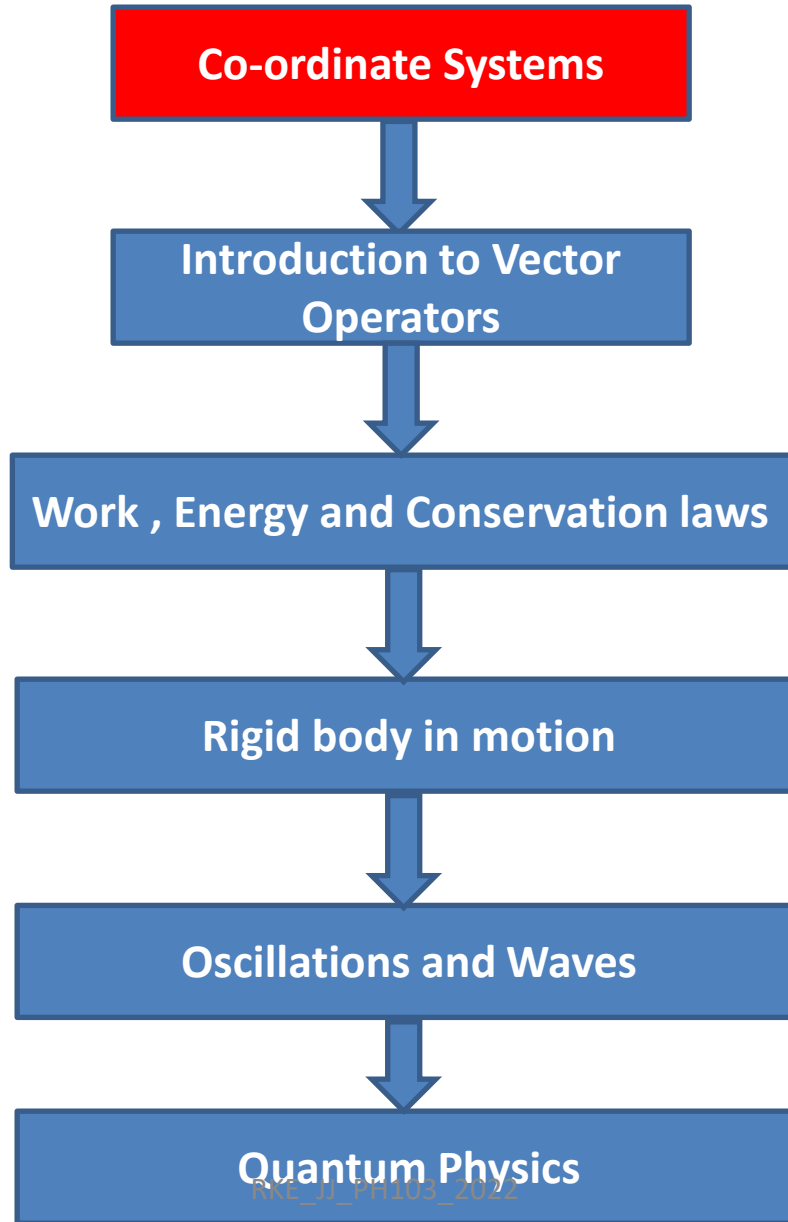 Co-ordinate Systems
Introduction to Vector
Operators
Work , Energy and Conservation laws
Rigid body in motion
Oscillations and Waves
Quantum Physics
RKE_JJ_PH103_2022